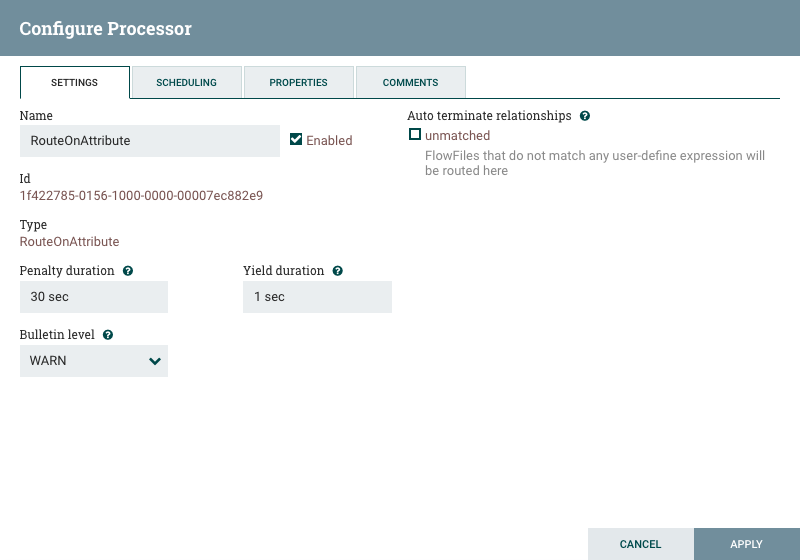 Configure Processor
SETTINGS
SCHEDULING
PROPERTIES
COMMENTS
Name
RouteOnAttribute
Enabled
Id
1f422785-0156-1000-0000-00007ec882e9
Type
RouteOnAttribute
Penalty duration
Yield duration
30 sec
1 sec
Bulletin level
WARN
Auto terminate relationships
unmatched
FlowFiles that do not match any user-define expression will
be routed here
CANCEL
APPLY